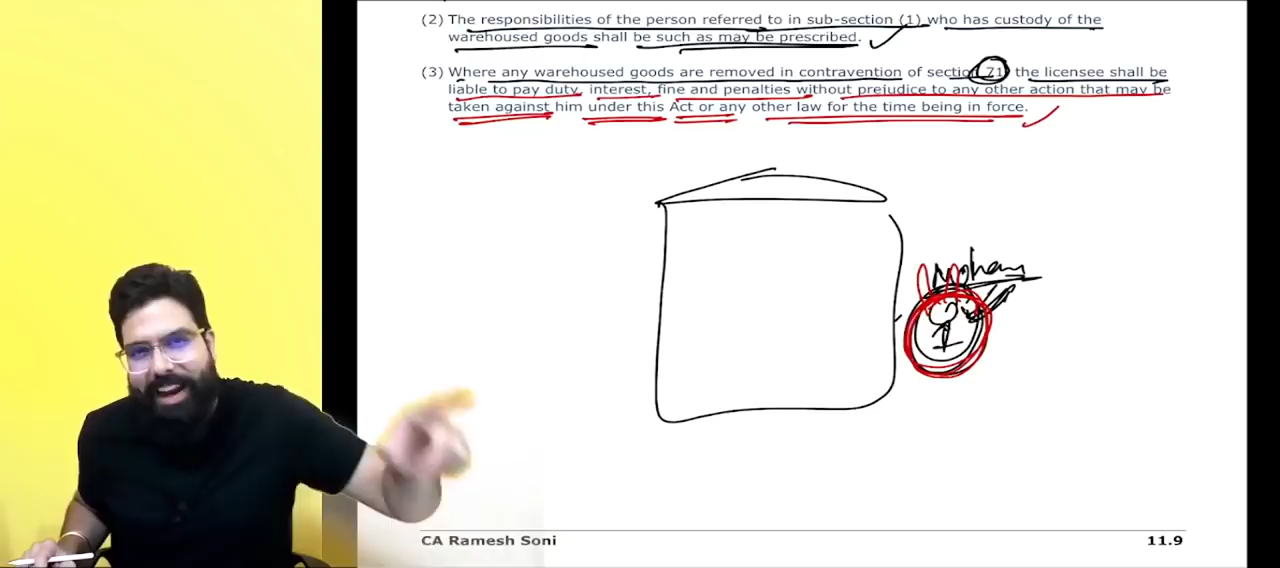 (2) The responsibilities of the person referred to in sub-section (1) who has custody of the
warehoused goods shall be such as may be prescribed.
(3) Where any warehoused goods are removed in contravention of section 71, the licensee shall be
liable to pay duty, interest, fine and penalties without prejudice to any other action that may be
taken against him under this Act or any other law for the time being in force.
Mohan
CA Ramesh Soni
11.9